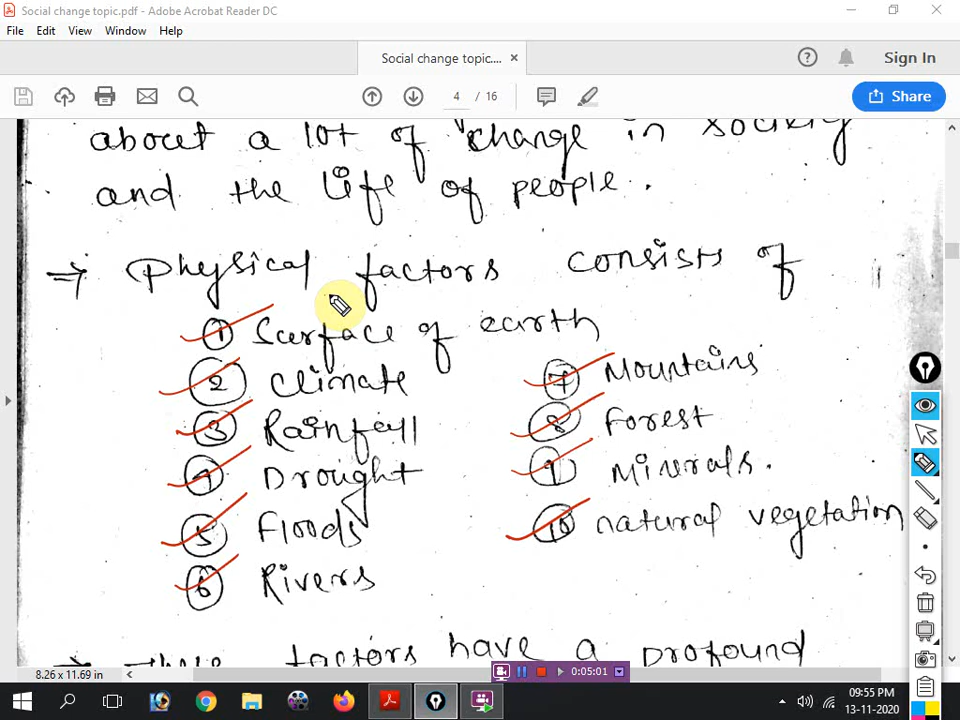 Social change topic.pdf - Adobe Acrobat Reader DC
File Edit View Window Help
Social change topic....
Sign In
4 / 16
Share
about a lot of change in society
and the life of people.
⇒ Physical factors consists of
① Surface of earth
② Climate
③ Rainfall
④ Drought
⑤ Floods
⑥ Rivers
⑦ Mountains
⑧ Forest
⑨ Minerals.
⑩ natural vegetation
→ These factors have a profound
8.26 x 11.69 in
0:05:01
09:55 PM
13-11-2020